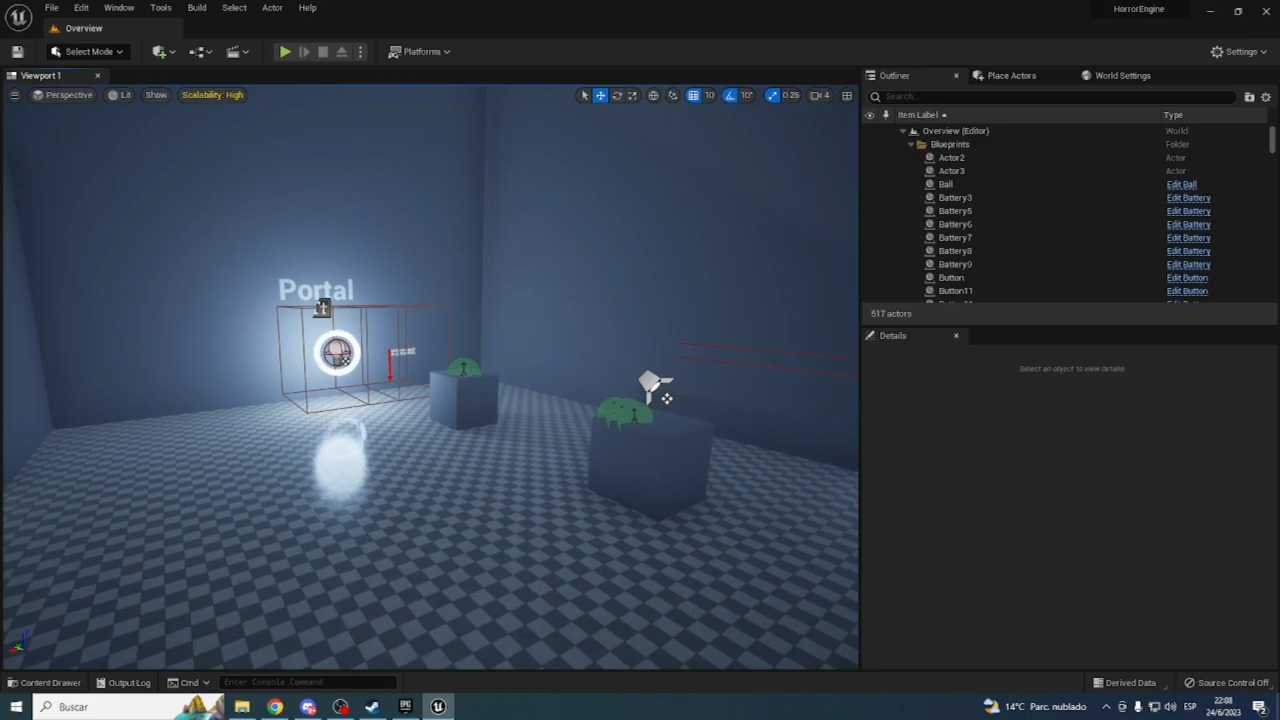 File Edit Window Tools Build Select Actor Help
HorrorEngine
Overview
Select Mode
Platforms
Settings
Viewport 1
Perspective Lit Show Scalability: High
10 10° 0.25 4
Portal
Outliner Place Actors World Settings
Search...
Item Label Type
Overview (Editor) World
Blueprints Folder
Actor2 Actor
Actor3 Actor
Ball Edit Ball
Battery3 Edit Battery
Battery5 Edit Battery
Battery6 Edit Battery
Battery7 Edit Battery
Battery8 Edit Battery
Battery9 Edit Battery
Button Edit Button
Button11 Edit Button
517 actors
Details
Select an object to view details
Content Drawer Output Log Cmd Enter Console Command
Derived Data Source Control Off
Buscar
14°C Parc. nublado
ESP
22:08
24/6/2023